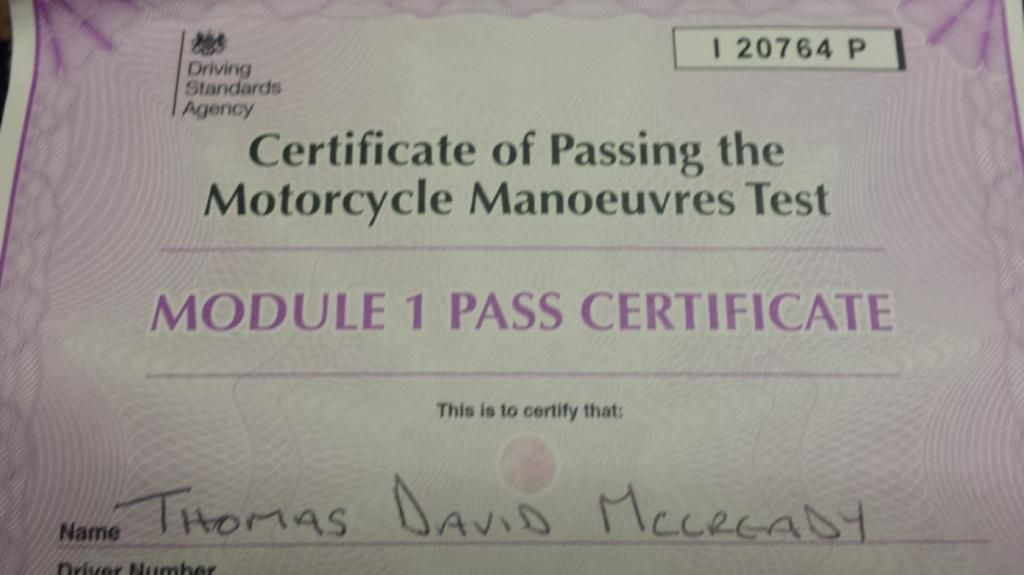 Driving
Standards
Agency
I 20764 P
Certificate of Passing the
Motorcycle Manoeuvres Test
MODULE 1 PASS CERTIFICATE
This is to certify that:
Name THOMAS DAVID MCCREADY
Driver Number